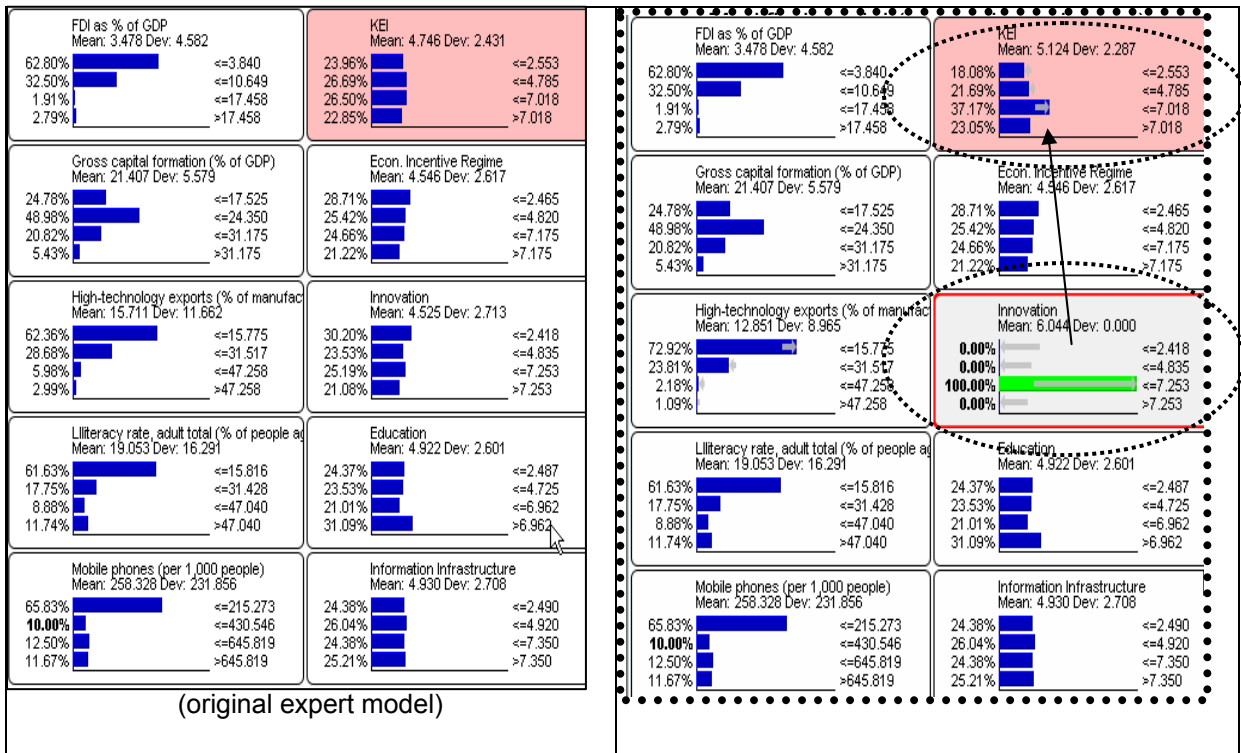 FDI as % of GDP
Mean: 3.478 Dev: 4.582
62.80% <=3.840
32.50% <=10.649
1.91% <=17.458
2.79% >17.458
KEI
Mean: 4.746 Dev: 2.431
23.96% <=2.553
26.69% <=4.785
26.50% <=7.018
22.85% >7.018
Gross capital formation (% of GDP)
Mean: 21.407 Dev: 5.579
24.78% <=17.525
48.98% <=24.350
20.82% <=31.175
5.43% >31.175
Econ. Incentive Regime
Mean: 4.546 Dev: 2.617
28.71% <=2.465
25.42% <=4.820
24.66% <=7.175
21.22% >7.175
High-technology exports (% of manufac
Mean: 15.711 Dev: 11.662
62.36% <=15.775
28.68% <=31.517
5.98% <=47.258
2.99% >47.258
Innovation
Mean: 4.525 Dev: 2.713
30.20% <=2.418
23.53% <=4.835
25.19% <=7.253
21.08% >7.253
Llliteracy rate, adult total (% of people ag
Mean: 19.053 Dev: 16.291
61.63% <=15.816
17.75% <=31.428
8.88% <=47.040
11.74% >47.040
Education
Mean: 4.922 Dev: 2.601
24.37% <=2.487
23.53% <=4.725
21.01% <=6.962
31.09% >6.962
Mobile phones (per 1,000 people)
Mean: 258.328 Dev: 231.856
65.83% <=215.273
10.00% <=430.546
12.50% <=645.819
11.67% >645.819
Information Infrastructure
Mean: 4.930 Dev: 2.708
24.38% <=2.490
26.04% <=4.920
24.38% <=7.350
25.21% >7.350
(original expert model)
FDI as % of GDP
Mean: 3.478 Dev: 4.582
62.80% <=3.840
32.50% <=10.649
1.91% <=17.458
2.79% >17.458
KEI
Mean: 5.124 Dev: 2.287
18.08% <=2.553
21.69% <=4.785
37.17% <=7.018
23.05% >7.018
Gross capital formation (% of GDP)
Mean: 21.407 Dev: 5.579
24.78% <=17.525
48.98% <=24.350
20.82% <=31.175
5.43% >31.175
Econ. Incentive Regime
Mean: 4.546 Dev: 2.617
28.71% <=2.465
25.42% <=4.820
24.66% <=7.175
21.22% >7.175
High-technology exports (% of manufac
Mean: 12.851 Dev: 8.965
72.92% <=15.775
23.81% <=31.517
2.18% <=47.258
1.09% >47.258
Innovation
Mean: 6.044 Dev: 0.000
0.00% <=2.418
0.00% <=4.835
100.00% <=7.253
0.00% >7.253
Llliteracy rate, adult total (% of people ag
Mean: 19.053 Dev: 16.291
61.63% <=15.816
17.75% <=31.428
8.88% <=47.040
11.74% >47.040
Education
Mean: 4.922 Dev: 2.601
24.37% <=2.487
23.53% <=4.725
21.01% <=6.962
31.09% >6.962
Mobile phones (per 1,000 people)
Mean: 258.328 Dev: 231.856
65.83% <=215.273
10.00% <=430.546
12.50% <=645.819
11.67% >645.819
Information Infrastructure
Mean: 4.930 Dev: 2.708
24.38% <=2.490
26.04% <=4.920
24.38% <=7.350
25.21% >7.350